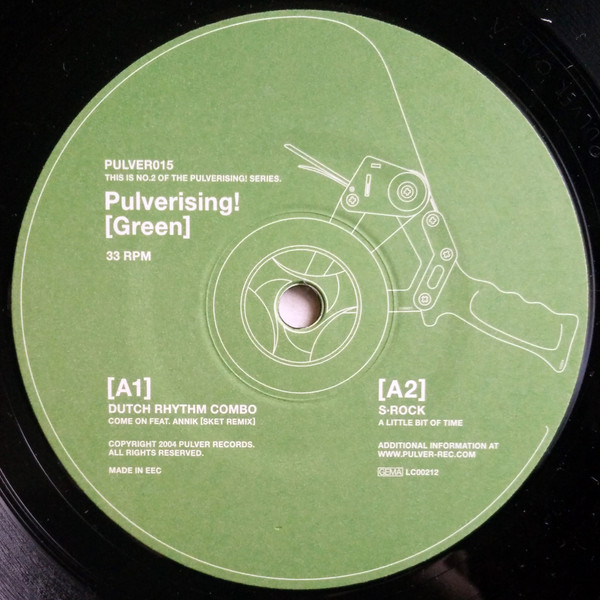 PULVER015
THIS IS NO.2 OF THE PULVERISING! SERIES.
Pulverising!
[Green]
33 RPM
[A1]
DUTCH RHYTHM COMBO
COME ON FEAT. ANNIK [SKET REMIX]
COPYRIGHT 2004 PULVER RECORDS.
ALL RIGHTS RESERVED.
MADE IN EEC
[A2]
S-ROCK
A LITTLE BIT OF TIME
ADDITIONAL INFORMATION AT
WWW.PULVER-REC.COM
GEMA LC00212